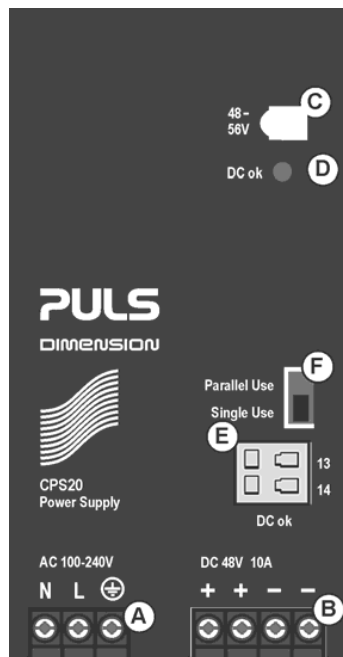 C
48-
56V
DC ok
D
PULS
DIMENSION
F
Parallel Use
Single Use
E
13
14
CPS20
Power Supply
DC ok
AC 100-240V
DC 48V 10A
N L
+ + − −
A
B